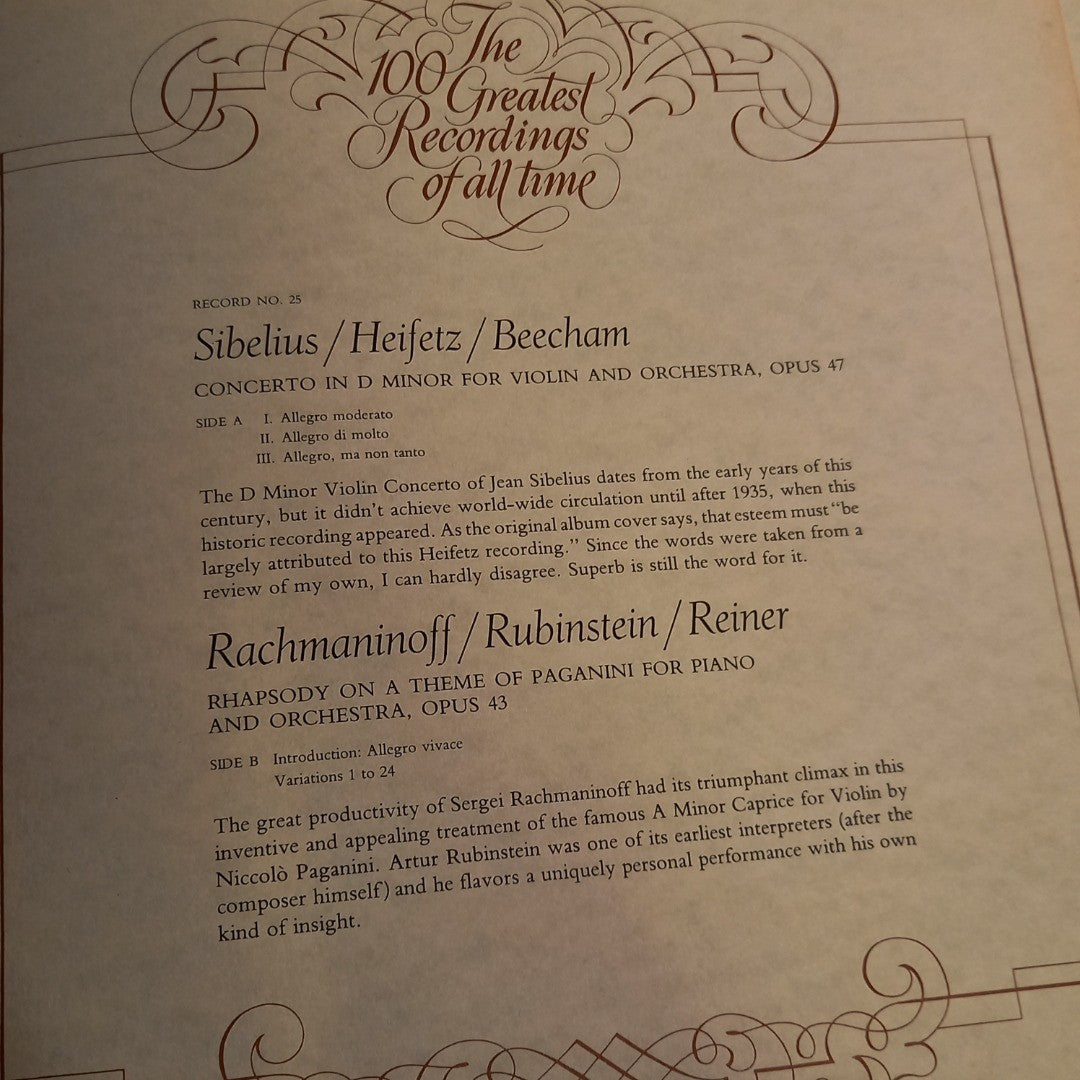 The
100 Greatest
Recordings
of all time
RECORD NO. 25
Sibelius / Heifetz / Beecham
CONCERTO IN D MINOR FOR VIOLIN AND ORCHESTRA, OPUS 47
SIDE A I. Allegro moderato
II. Allegro di molto
III. Allegro, ma non tanto
The D Minor Violin Concerto of Jean Sibelius dates from the early years of this
century, but it didn't achieve world-wide circulation until after 1935, when this
historic recording appeared. As the original album cover says, that esteem must "be
largely attributed to this Heifetz recording." Since the words were taken from a
review of my own, I can hardly disagree. Superb is still the word for it.
Rachmaninoff / Rubinstein / Reiner
RHAPSODY ON A THEME OF PAGANINI FOR PIANO
AND ORCHESTRA, OPUS 43
SIDE B Introduction: Allegro vivace
Variations 1 to 24
The great productivity of Sergei Rachmaninoff had its triumphant climax in this
inventive and appealing treatment of the famous A Minor Caprice for Violin by
Niccolò Paganini. Artur Rubinstein was one of its earliest interpreters (after the
composer himself) and he flavors a uniquely personal performance with his own
kind of insight.